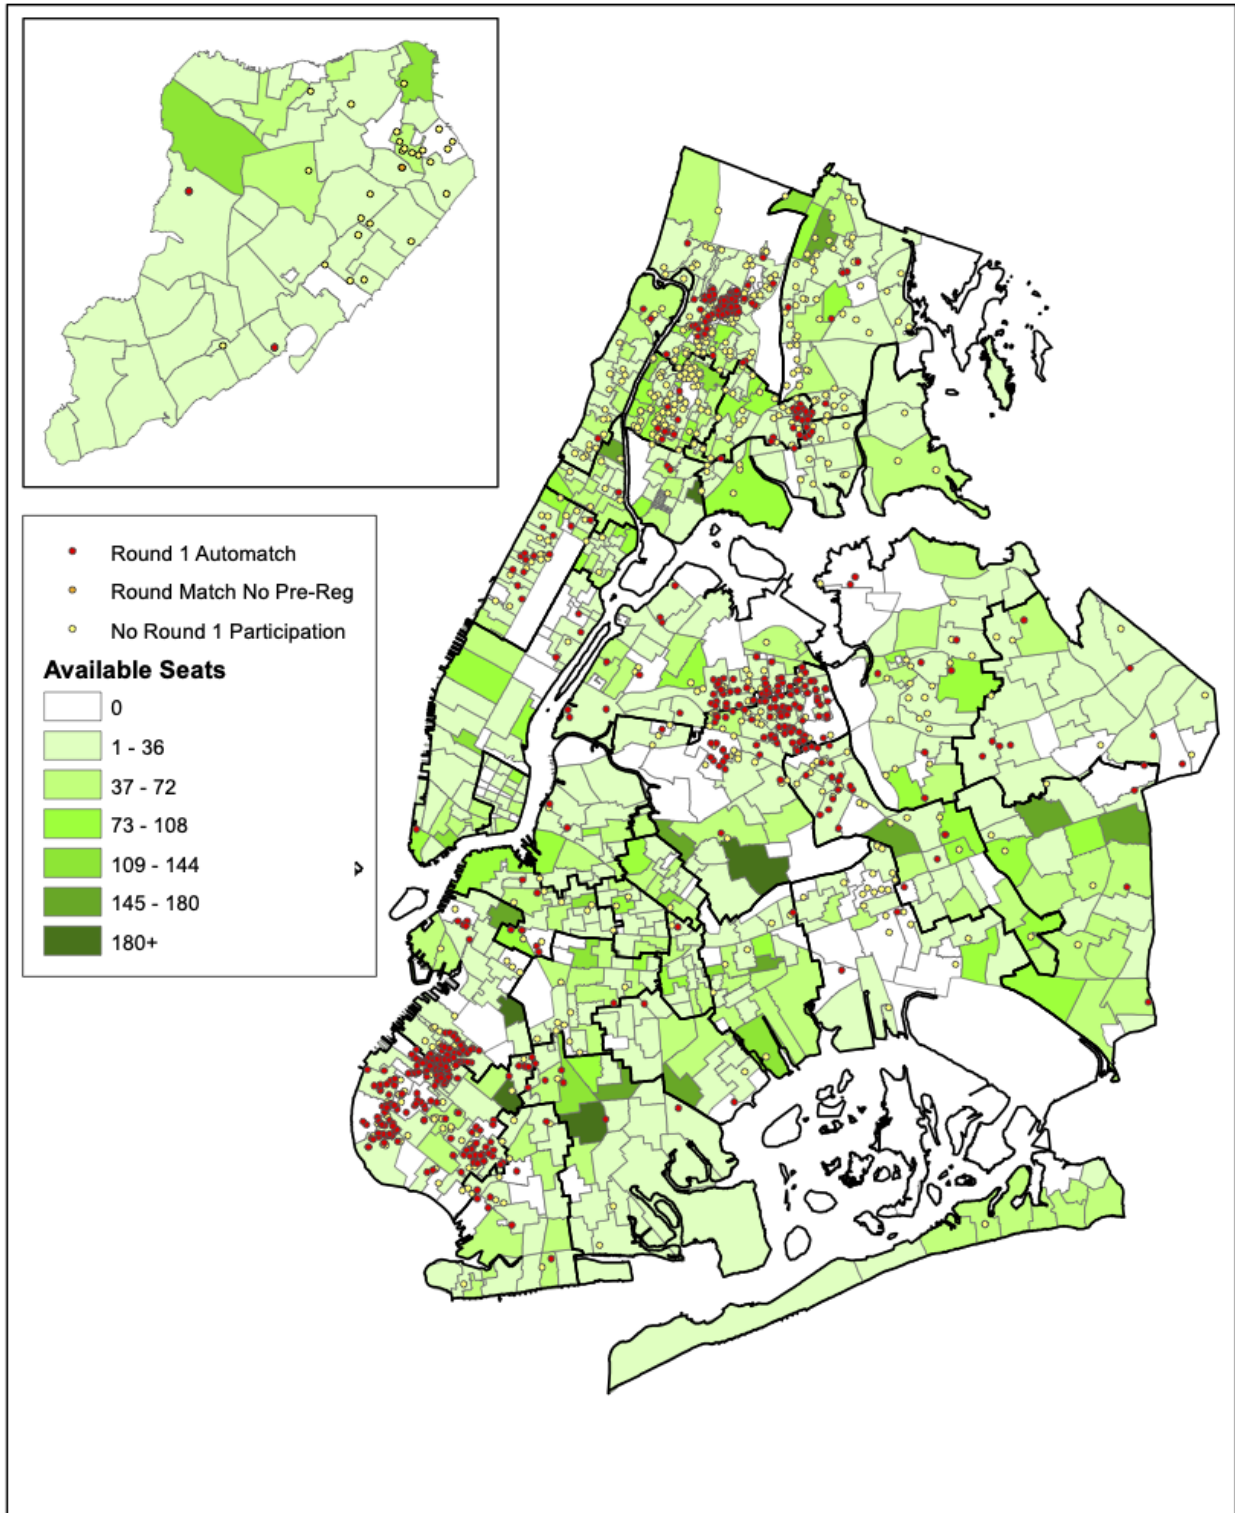 Round 1 Automatch
Round Match No Pre-Reg
No Round 1 Participation
Available Seats
0
1 - 36
37 - 72
73 - 108
109 - 144
145 - 180
180+